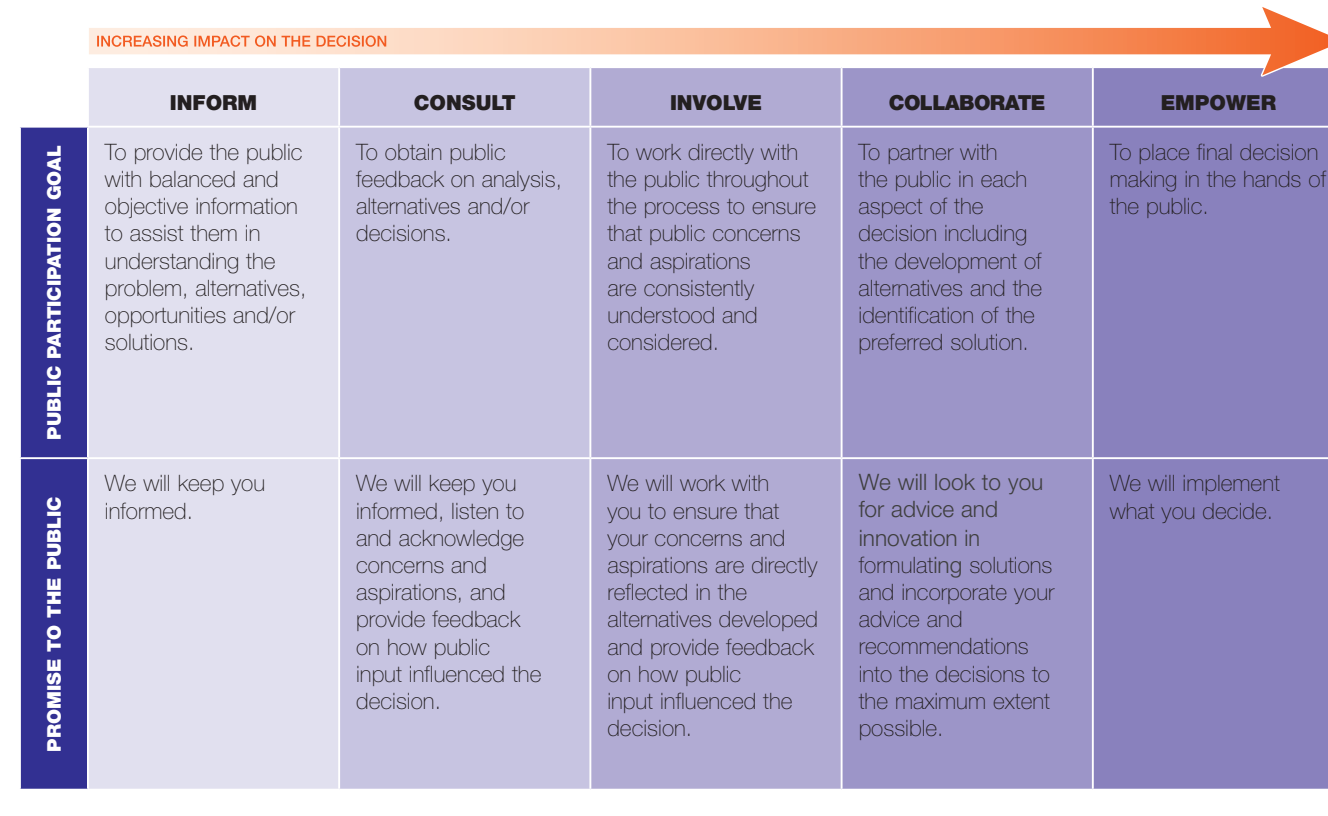 INCREASING IMPACT ON THE DECISION
INFORM
CONSULT
INVOLVE
COLLABORATE
EMPOWER
PUBLIC PARTICIPATION GOAL
To provide the public
with balanced and
objective information
to assist them in
understanding the
problem, alternatives,
opportunities and/or
solutions.
To obtain public
feedback on analysis,
alternatives and/or
decisions.
To work directly with
the public throughout
the process to ensure
that public concerns
and aspirations
are consistently
understood and
considered.
To partner with
the public in each
aspect of the
decision including
the development of
alternatives and the
identification of the
preferred solution.
To place final decision
making in the hands of
the public.
PROMISE TO THE PUBLIC
We will keep you
informed.
We will keep you
informed, listen to
and acknowledge
concerns and
aspirations, and
provide feedback
on how public
input influenced the
decision.
We will work with
you to ensure that
your concerns and
aspirations are directly
reflected in the
alternatives developed
and provide feedback
on how public
input influenced the
decision.
We will look to you
for advice and
innovation in
formulating solutions
and incorporate your
advice and
recommendations
into the decisions to
the maximum extent
possible.
We will implement
what you decide.